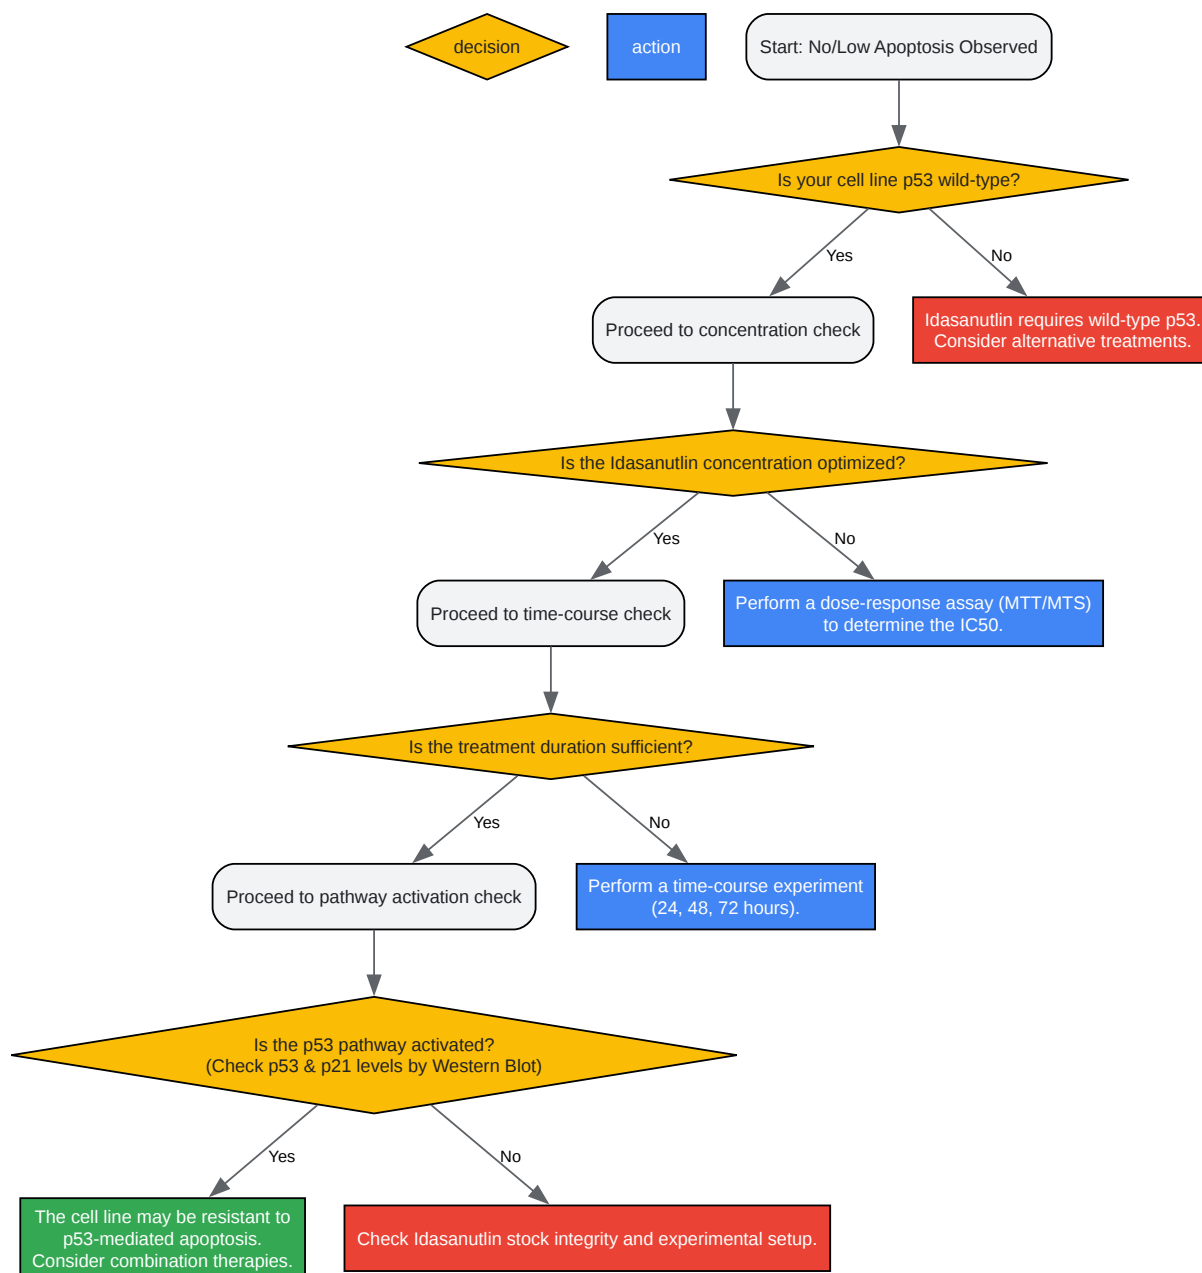 decision
action
Start: No/Low Apoptosis Observed
Is your cell line p53 wild-type?
Yes
No
Proceed to concentration check
Idasanutlin requires wild-type p53.
Consider alternative treatments.
Is the Idasanutlin concentration optimized?
Yes
No
Proceed to time-course check
Perform a dose-response assay (MTT/MTS)
to determine the IC50.
Is the treatment duration sufficient?
Yes
No
Proceed to pathway activation check
Perform a time-course experiment
(24, 48, 72 hours).
Is the p53 pathway activated?
(Check p53 & p21 levels by Western Blot)
Yes
No
The cell line may be resistant to
p53-mediated apoptosis.
Consider combination therapies.
Check Idasanutlin stock integrity and experimental setup.